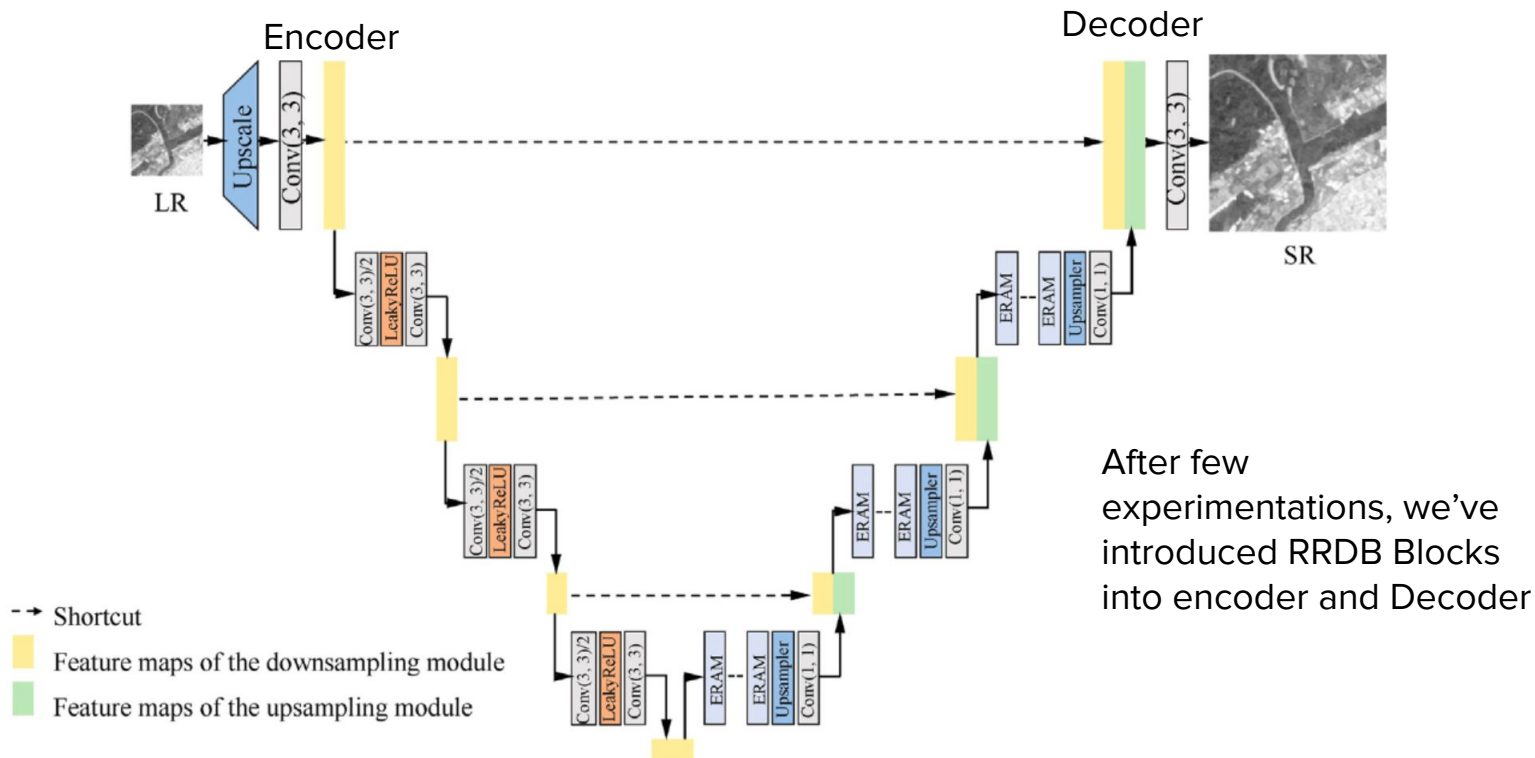 Encoder
Decoder
LR
Upscale
Conv(3, 3)
Conv(3, 3)
SR
Conv(3, 3)/2
LeakyReLU
Conv(3, 3)
ERAM
ERAM
Upsampler
Conv(1, 1)
Conv(3, 3)/2
LeakyReLU
Conv(3, 3)
ERAM
ERAM
Upsampler
Conv(1, 1)
After few
experimentations, we’ve
introduced RRDB Blocks
into encoder and Decoder
Shortcut
Feature maps of the downsampling module
Feature maps of the upsampling module
Conv(3, 3)/2
LeakyReLU
Conv(3, 3)
ERAM
ERAM
Upsampler
Conv(1, 1)